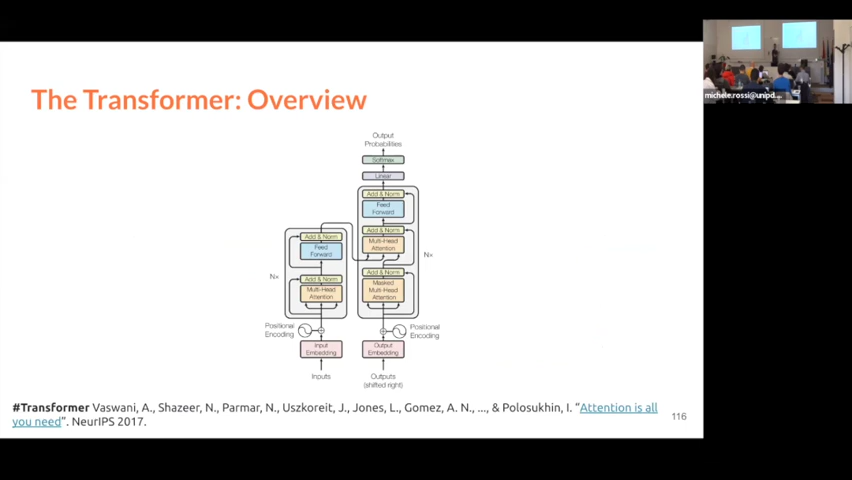 The Transformer: Overview
michele.rossi@unipd....
Output
Probabilities
Softmax
Linear
Add & Norm
Feed
Forward
Add & Norm
Multi-Head
Attention
Add & Norm
Masked
Multi-Head
Attention
N×
Positional
Encoding
Output
Embedding
Outputs
(shifted right)
Add & Norm
Feed
Forward
Add & Norm
Multi-Head
Attention
N×
Positional
Encoding
Input
Embedding
Inputs
#Transformer Vaswani, A., Shazeer, N., Parmar, N., Uszkoreit, J., Jones, L., Gomez, A. N., ..., & Polosukhin, I. “Attention is all
you need”. NeurIPS 2017.
116